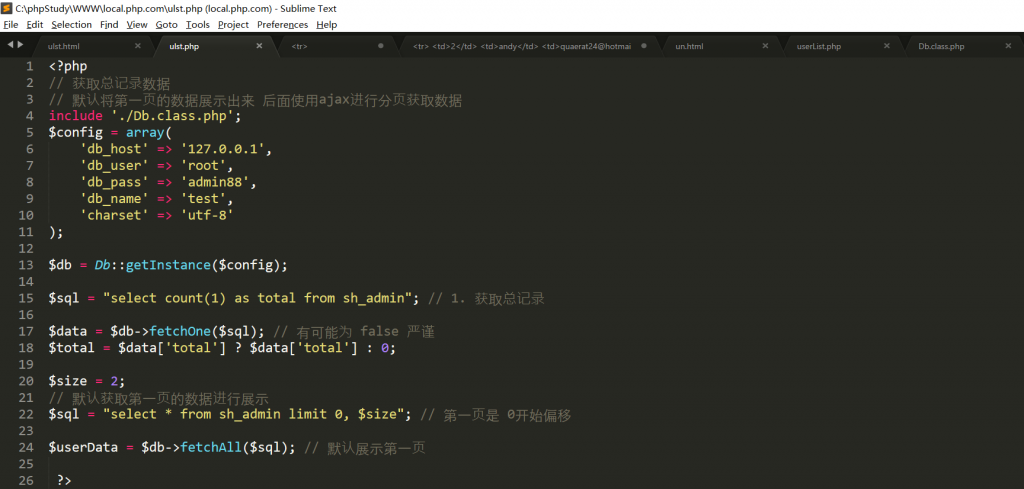 C:\phpStudy\WWW\local.php.com\ulst.php (local.php.com) - Sublime Text
File Edit Selection Find View Goto Tools Project Preferences Help
ulst.html ulst.php <tr> <tr> <td>2</td> <td>andy</td> <td>quaerat24@hotmai un.html userList.php Db.class.php
1 <?php
2 // 获取总记录数据
3 // 默认将第一页的数据展示出来 后面使用ajax进行分页获取数据
4 include './Db.class.php';
5 $config = array(
6 'db_host' => '127.0.0.1',
7 'db_user' => 'root',
8 'db_pass' => 'admin88',
9 'db_name' => 'test',
10 'charset' => 'utf-8'
11 );
12
13 $db = Db::getInstance($config);
14
15 $sql = "select count(1) as total from sh_admin"; // 1. 获取总记录
16
17 $data = $db->fetchOne($sql); // 有可能为 false 严谨
18 $total = $data['total'] ? $data['total'] : 0;
19
20 $size = 2;
21 // 默认获取第一页的数据进行展示
22 $sql = "select * from sh_admin limit 0, $size"; // 第一页是 0开始偏移
23
24 $userData = $db->fetchAll($sql); // 默认展示第一页
25
26 ?>